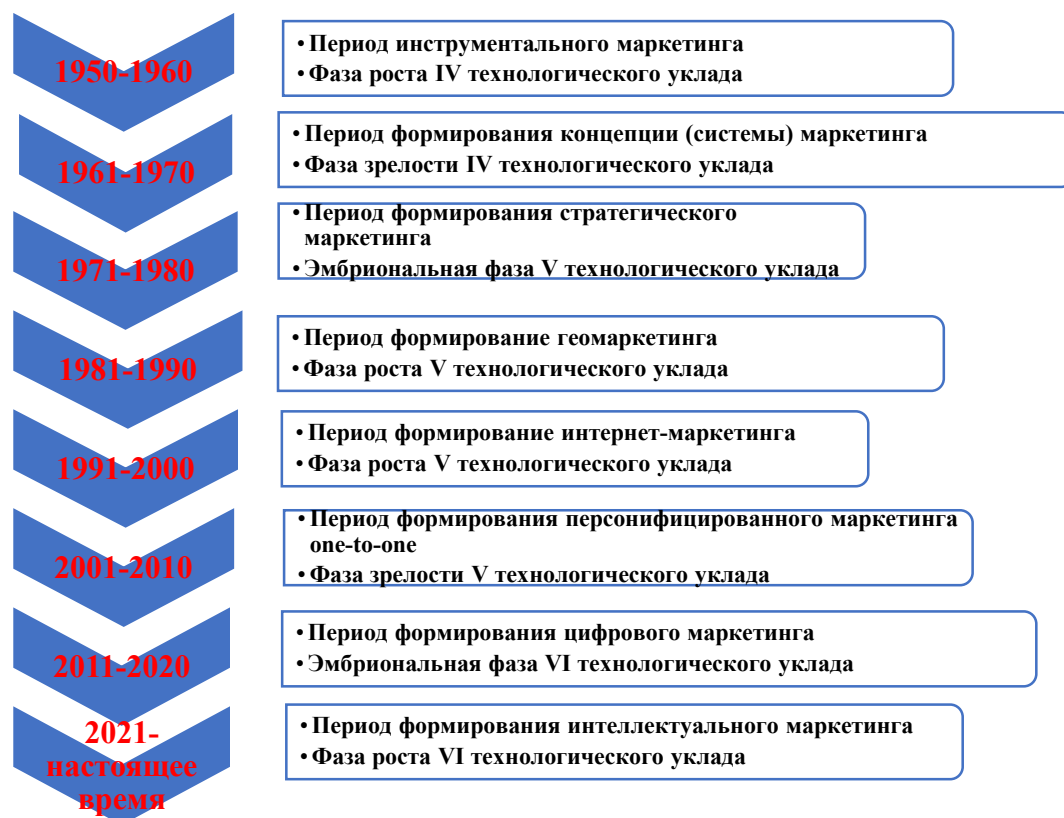 1950-1960
• Период инструментального маркетинга
• Фаза роста IV технологического уклада
1961-1970
• Период формирования концепции (системы) маркетинга
• Фаза зрелости IV технологического уклада
1971-1980
• Период формирования стратегического
маркетинга
• Эмбриональная фаза V технологического уклада
1981-1990
• Период формирование геомаркетинга
• Фаза роста V технологического уклада
1991-2000
• Период формирование интернет-маркетинга
• Фаза роста V технологического уклада
2001-2010
• Период формирования персонифицированного маркетинга
one-to-one
• Фаза зрелости V технологического уклада
2011-2020
• Период формирования цифрового маркетинга
• Эмбриональная фаза VI технологического уклада
2021-
настоящее
время
• Период формирования интеллектуального маркетинга
• Фаза роста VI технологического уклада